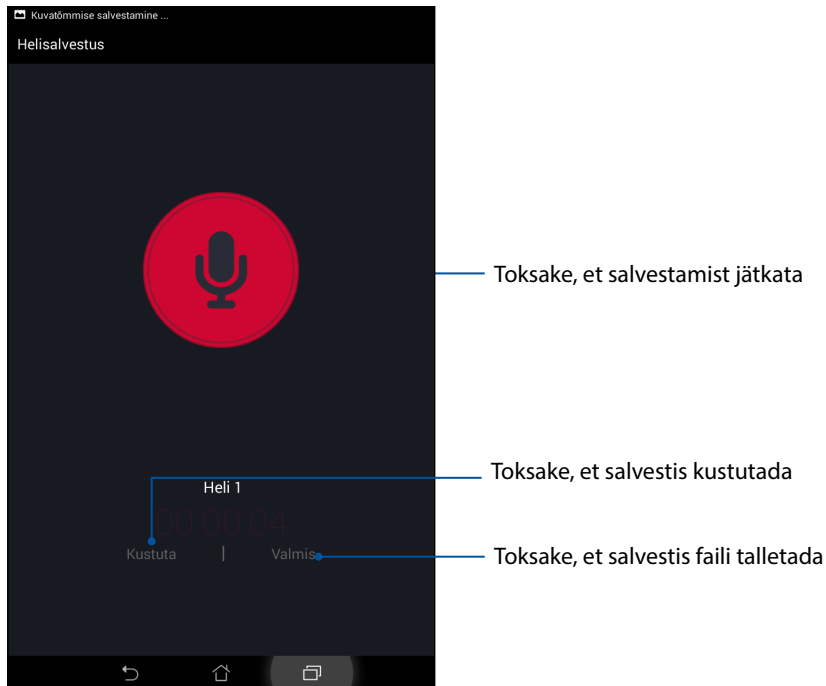 Kuvatõmmise salvestamine ...
Helisalvestus
Toksake, et salvestamist jätkata
Toksake, et salvestis kustutada
Heli 1
00:00:04
Kustuta | Valmis
Toksake, et salvestis faili talletada